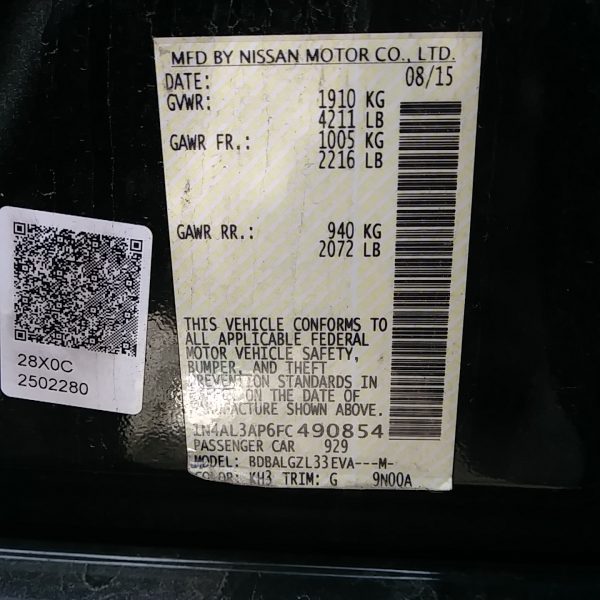 MFD BY NISSAN MOTOR CO., LTD.
DATE: 08/15
GVWR: 1910 KG
4211 LB
GAWR FR.: 1005 KG
2216 LB
GAWR RR.: 940 KG
2072 LB
THIS VEHICLE CONFORMS TO
ALL APPLICABLE FEDERAL
MOTOR VEHICLE SAFETY,
BUMPER, AND THEFT
PREVENTION STANDARDS IN
ON THE DATE OF
MANUFACTURE SHOWN ABOVE.
1N4AL3AP6FC490854
PASSENGER CAR 929
MODEL: BDBALGZL33EVA---M-
COLOR: KH3 TRIM: G 9N00A
28X0C
2502280